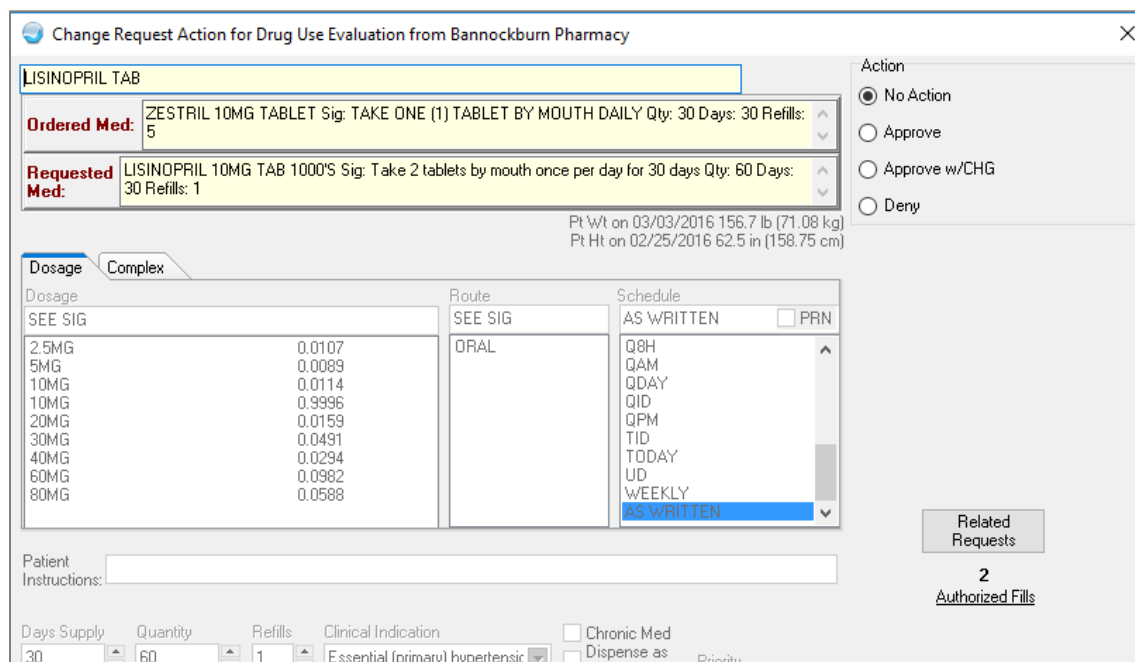 Change Request Action for Drug Use Evaluation from Bannockburn Pharmacy
LISINOPRIL TAB
Ordered Med:
ZESTRIL 10MG TABLET Sig: TAKE ONE (1) TABLET BY MOUTH DAILY Qty: 30 Days: 30 Refills:
5
Requested
Med:
LISINOPRIL 10MG TAB 1000'S Sig: Take 2 tablets by mouth once per day for 30 days Qty: 60 Days:
30 Refills: 1
Action
No Action
Approve
Approve w/CHG
Deny
Pt Wt on 03/03/2016 156.7 lb (71.08 kg)
Pt Ht on 02/25/2016 62.5 in (158.75 cm)
Dosage Complex
Dosage
SEE SIG
2.5MG 0.0107
5MG 0.0089
10MG 0.0114
10MG 0.9996
20MG 0.0159
30MG 0.0491
40MG 0.0294
60MG 0.0982
80MG 0.0588
Route
SEE SIG
ORAL
Schedule
AS WRITTEN PRN
Q8H
QAM
QDAY
QID
QPM
TID
TODAY
UD
WEEKLY
AS WRITTEN
Related
Requests
2
Authorized Fills
Patient
Instructions:
Days Supply
30
Quantity
60
Refills
1
Clinical Indication
Essential (primary) hypertensic
Chronic Med
Dispense as
Priority